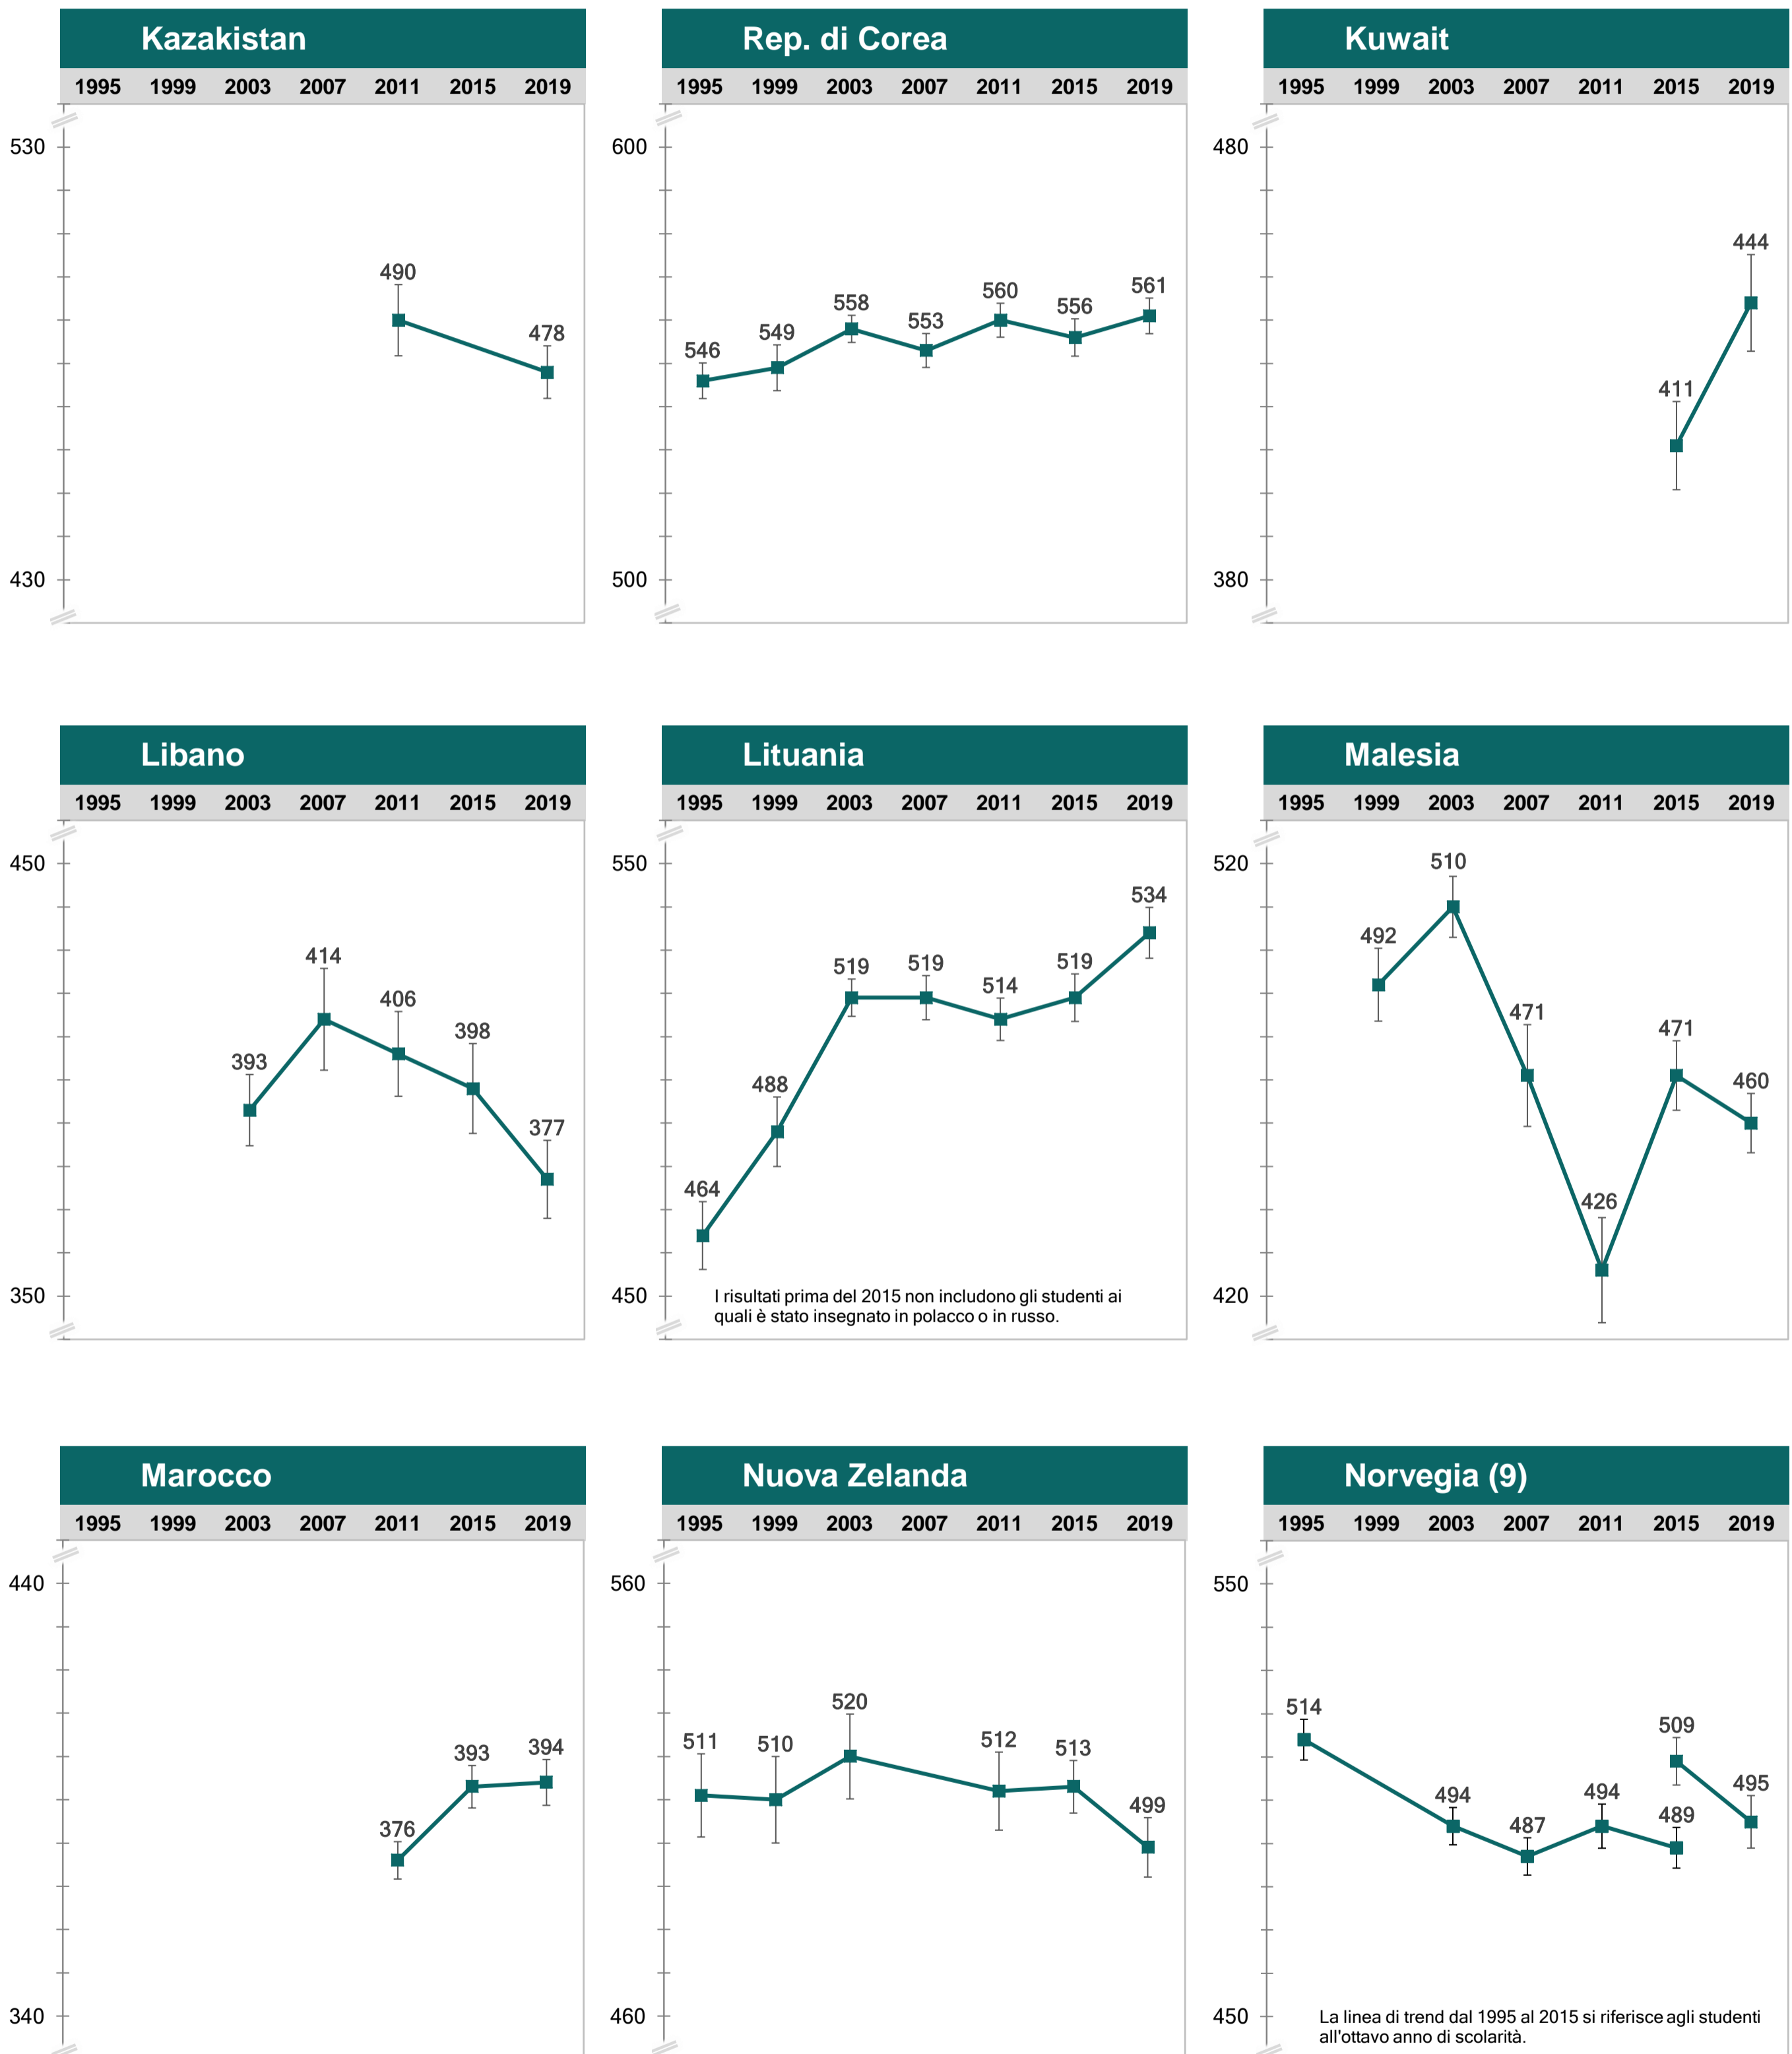 Kazakistan
1995 1999 2003 2007 2011 2015 2019
530
490
478
430
Rep. di Corea
1995 1999 2003 2007 2011 2015 2019
600
546 549 558 553 560 556 561
500
Kuwait
1995 1999 2003 2007 2011 2015 2019
480
444
411
380
Libano
1995 1999 2003 2007 2011 2015 2019
450
393 414 406 398 377
350
Lituania
1995 1999 2003 2007 2011 2015 2019
550
464 488 519 519 514 519 534
450
I risultati prima del 2015 non includono gli studenti ai
quali è stato insegnato in polacco o in russo.
Malesia
1995 1999 2003 2007 2011 2015 2019
520
492 510 471 426 471 460
420
Marocco
1995 1999 2003 2007 2011 2015 2019
440
376 393 394
340
Nuova Zelanda
1995 1999 2003 2007 2011 2015 2019
560
511 510 520 512 513 499
460
Norvegia (9)
1995 1999 2003 2007 2011 2015 2019
550
514 494 487 494 489
509 495
450
La linea di trend dal 1995 al 2015 si riferisce agli studenti
all'ottavo anno di scolarità.